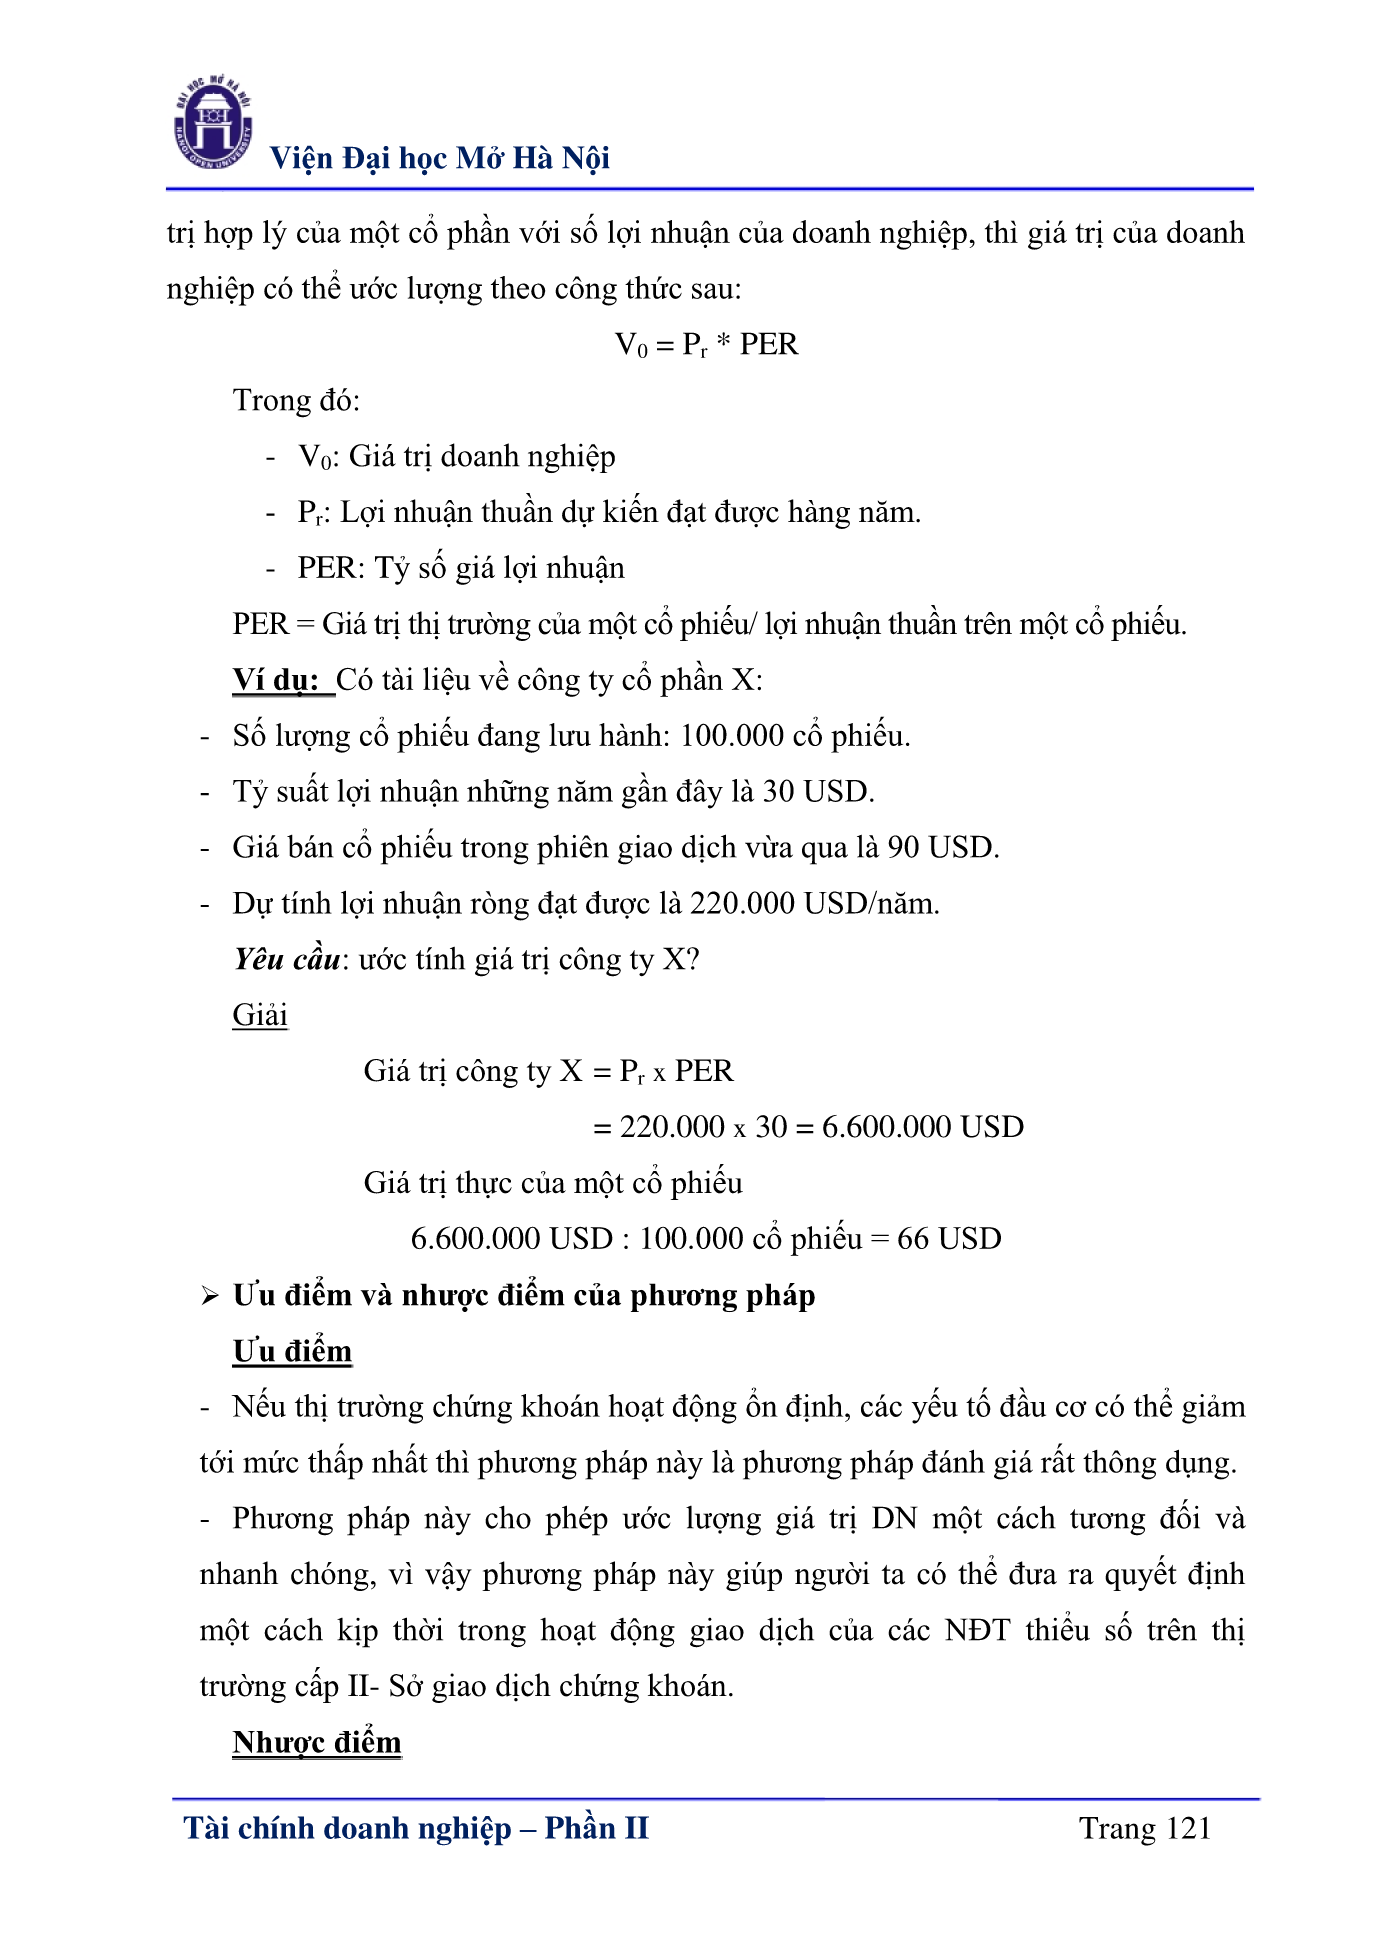 ĐẠI HỌC MỞ HÀ NỘI
HANOI OPEN UNIVERSITY
Viện Đại học Mở Hà Nội
trị hợp lý của một cổ phần với số lợi nhuận của doanh nghiệp, thì giá trị của doanh
nghiệp có thể ước lượng theo công thức sau:
V₀ = Pᵣ * PER
Trong đó:
- V₀: Giá trị doanh nghiệp
- Pᵣ: Lợi nhuận thuần dự kiến đạt được hàng năm.
- PER: Tỷ số giá lợi nhuận
PER = Giá trị thị trường của một cổ phiếu/ lợi nhuận thuần trên một cổ phiếu.
Ví dụ: Có tài liệu về công ty cổ phần X:
- Số lượng cổ phiếu đang lưu hành: 100.000 cổ phiếu.
- Tỷ suất lợi nhuận những năm gần đây là 30 USD.
- Giá bán cổ phiếu trong phiên giao dịch vừa qua là 90 USD.
- Dự tính lợi nhuận ròng đạt được là 220.000 USD/năm.
Yêu cầu: ước tính giá trị công ty X?
Giải
Giá trị công ty X = Pᵣ x PER
= 220.000 x 30 = 6.600.000 USD
Giá trị thực của một cổ phiếu
6.600.000 USD : 100.000 cổ phiếu = 66 USD
➢ Ưu điểm và nhược điểm của phương pháp
Ưu điểm
- Nếu thị trường chứng khoán hoạt động ổn định, các yếu tố đầu cơ có thể giảm
tới mức thấp nhất thì phương pháp này là phương pháp đánh giá rất thông dụng.
- Phương pháp này cho phép ước lượng giá trị DN một cách tương đối và
nhanh chóng, vì vậy phương pháp này giúp người ta có thể đưa ra quyết định
một cách kịp thời trong hoạt động giao dịch của các NĐT thiểu số trên thị
trường cấp II- Sở giao dịch chứng khoán.
Nhược điểm
Tài chính doanh nghiệp – Phần II Trang 121